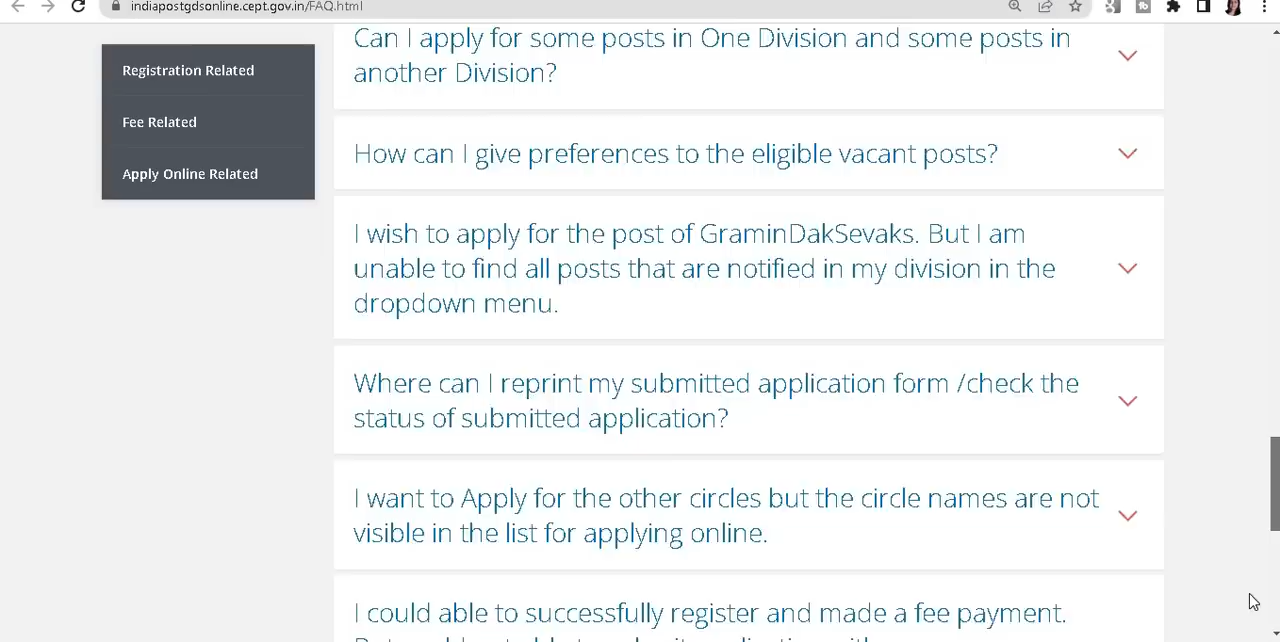 indiapostgdsonline.cept.gov.in/FAQ.html
Registration Related
Fee Related
Apply Online Related
Can I apply for some posts in One Division and some posts in
another Division?
How can I give preferences to the eligible vacant posts?
I wish to apply for the post of GraminDakSevaks. But I am
unable to find all posts that are notified in my division in the
dropdown menu.
Where can I reprint my submitted application form /check the
status of submitted application?
I want to Apply for the other circles but the circle names are not
visible in the list for applying online.
I could able to successfully register and made a fee payment.